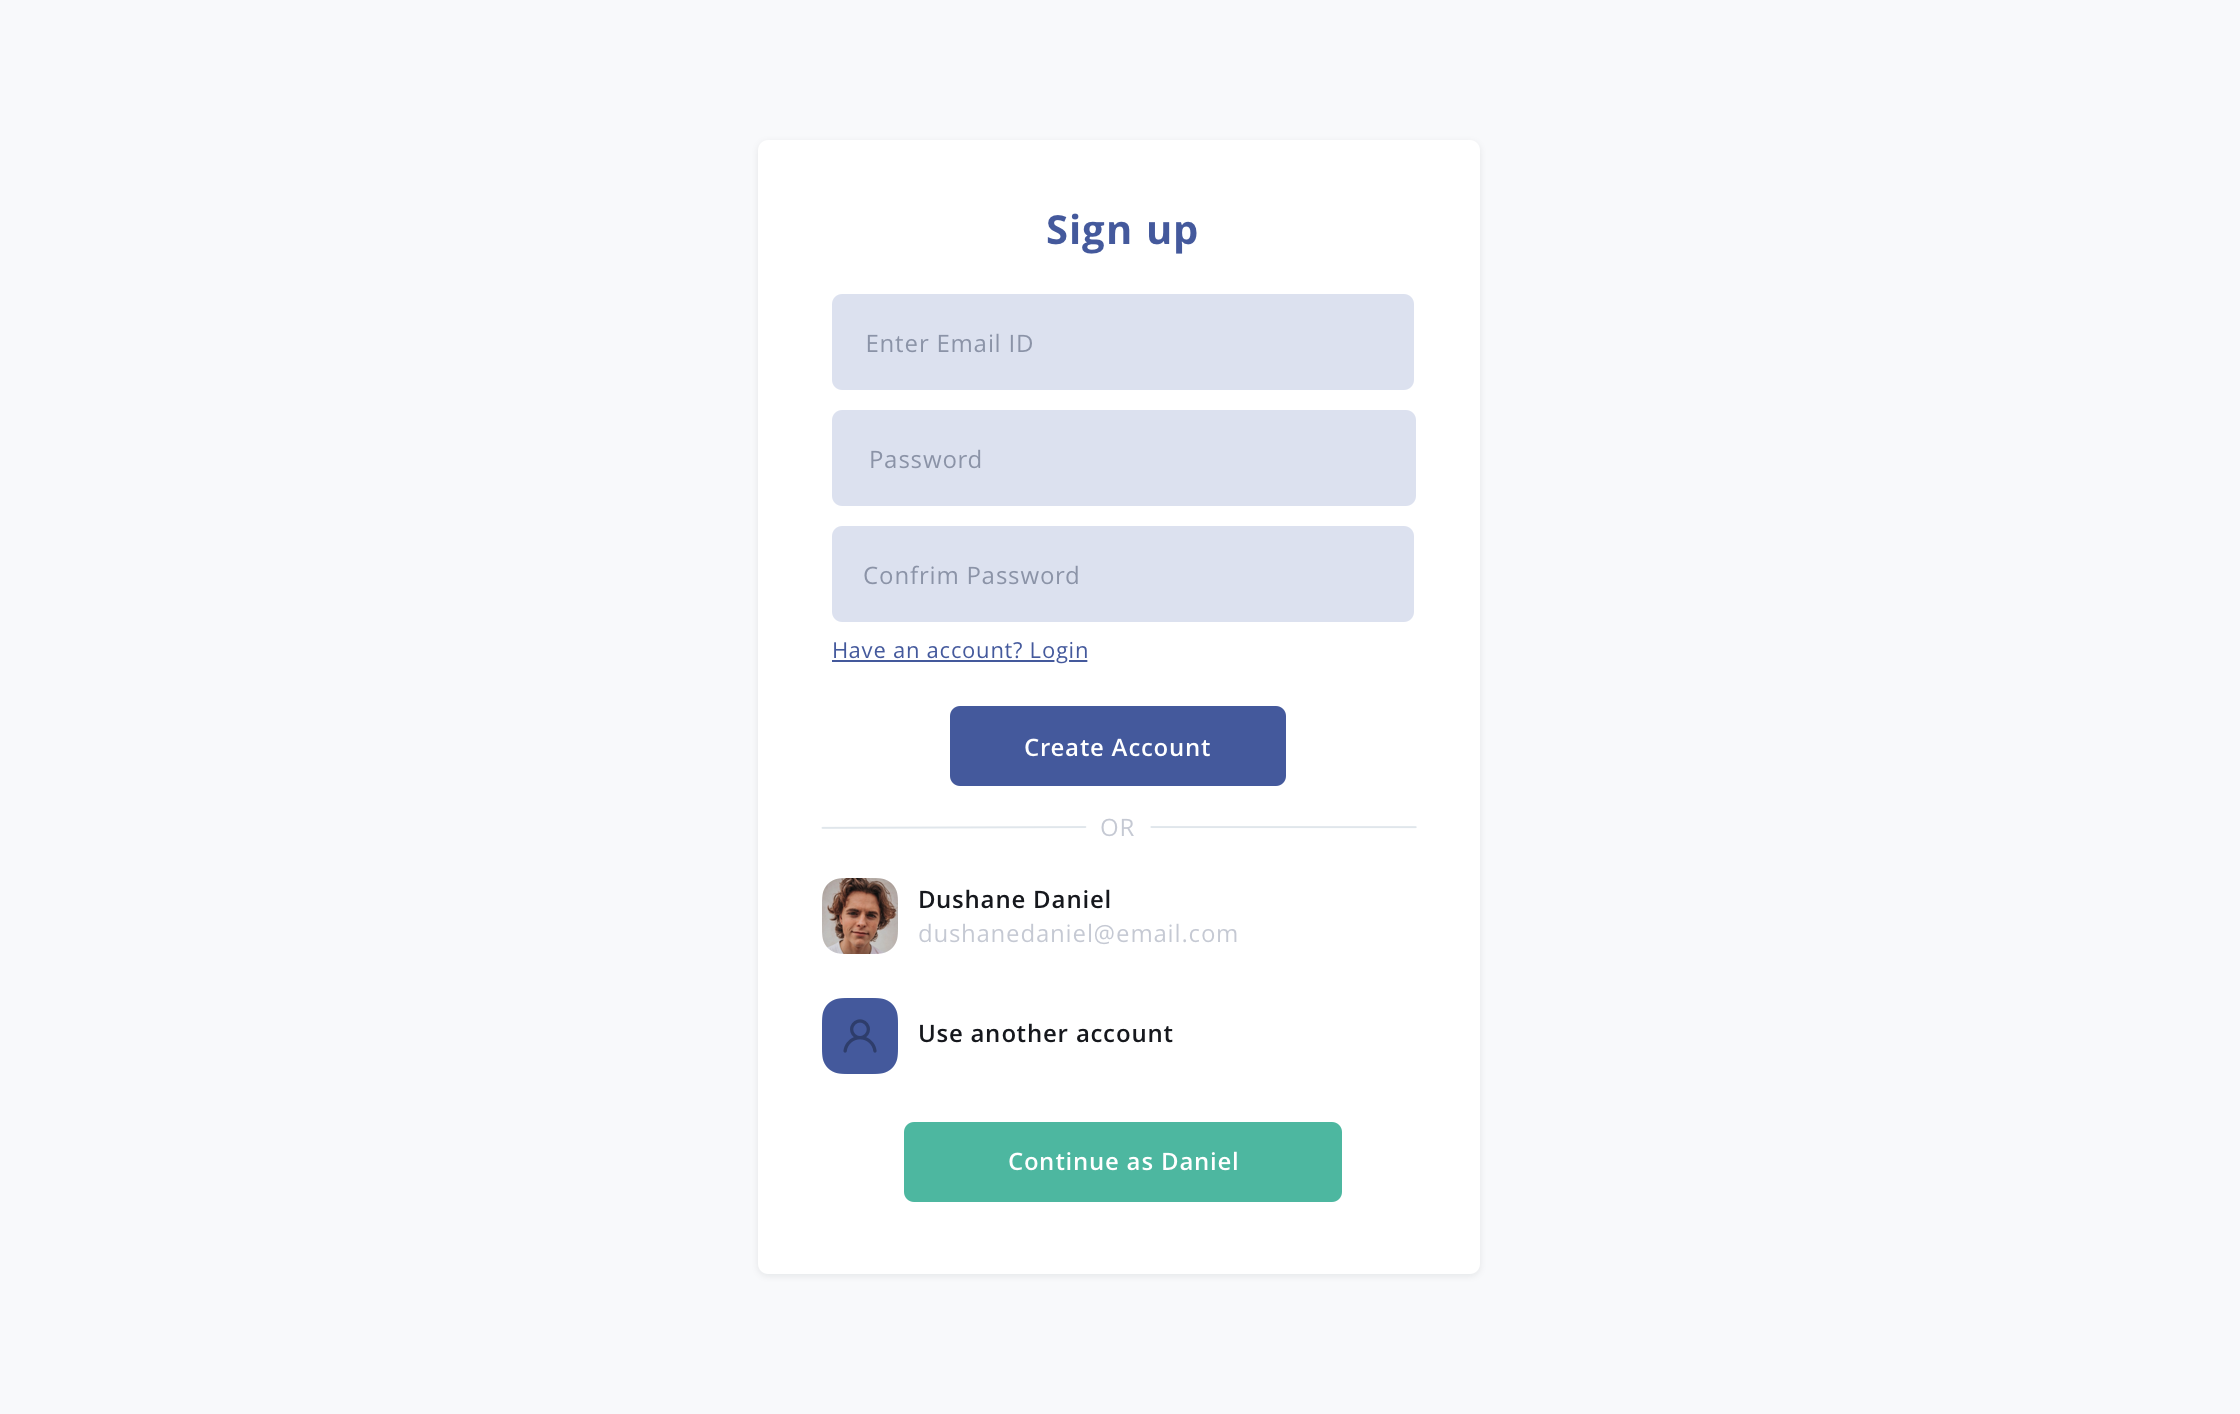 Sign up
Enter Email ID
Password
Confrim Password
Have an account? Login
Create Account
OR
Dushane Daniel
dushanedaniel@email.com
Use another account
Continue as Daniel